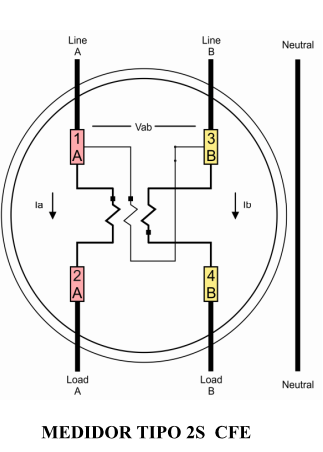 Line
A
Line
B
Neutral
Vab
1
A
3
B
Ia
Ib
2
A
4
B
Load
A
Load
B
Neutral
MEDIDOR TIPO 2S CFE